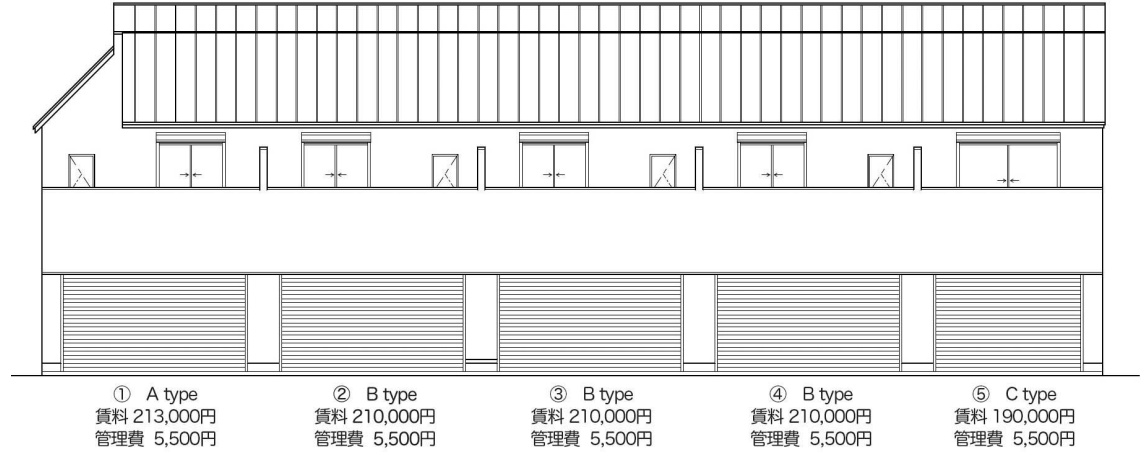 ① A type
賃料 213,000円
管理費 5,500円
② B type
賃料 210,000円
管理費 5,500円
③ B type
賃料 210,000円
管理費 5,500円
④ B type
賃料 210,000円
管理費 5,500円
⑤ C type
賃料 190,000円
管理費 5,500円